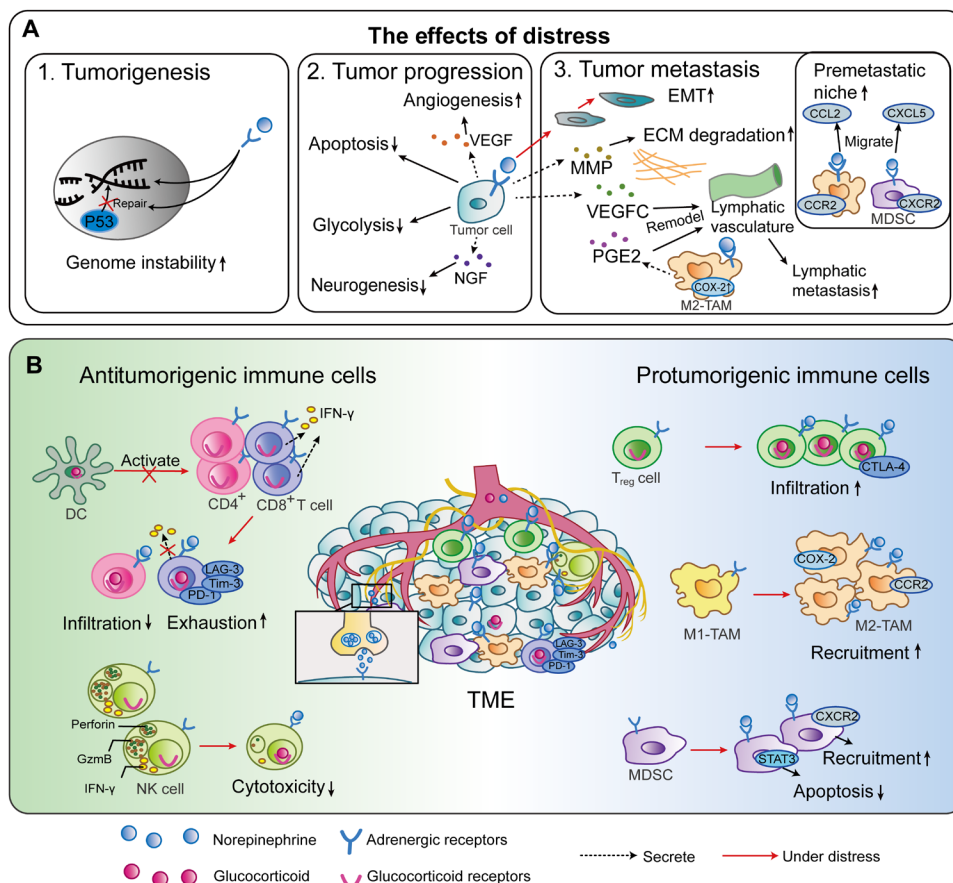 A
The effects of distress
1. Tumorigenesis
Repair
P53
Genome instability↑
2. Tumor progression
Angiogenesis↑
VEGF
Apoptosis↓
Tumor cell
Glycolysis↓
NGF
Neurogenesis↓
3. Tumor metastasis
EMT↑
ECM degradation↑
MMP
VEGFC
Remodel
Lymphatic
vasculature
PGE2
COX-2↑
M2-TAM
Lymphatic
metastasis↑
Premetastatic
niche↑
CCL2
CXCL5
Migrate
CCR2
CXCR2
MDSC
B
Antitumorigenic immune cells
Protumorigenic immune cells
IFN-γ
Activate
DC
CD4+
CD8+ T cell
LAG-3
Tim-3
PD-1
Infiltration↓
Exhaustion↑
Perforin
GzmB
IFN-γ
NK cell
Cytotoxicity↓
LAG-3
Tim-3
PD-1
TME
Treg cell
CTLA-4
Infiltration↑
COX-2
CCR2
M1-TAM
M2-TAM
Recruitment↑
CXCR2
MDSC
STAT3
Recruitment↑
Apoptosis↓
Norepinephrine
Adrenergic receptors
Secrete
Under distress
Glucocorticoid
Glucocorticoid receptors